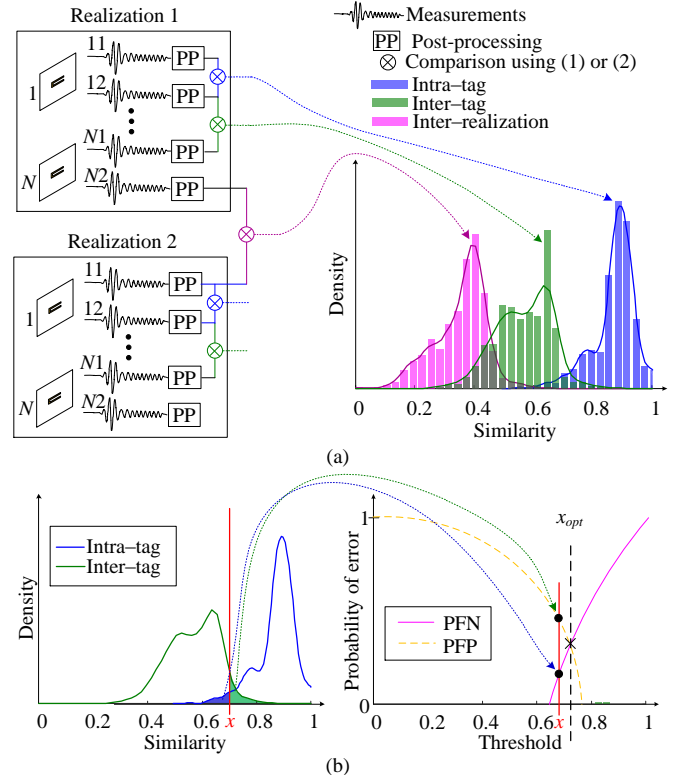 Realization 1
11
PP
1
12
PP
N1
PP
N
N2
PP
Measurements
PP Post-processing
Comparison using (1) or (2)
Intra–tag
Inter–tag
Inter–realization
Realization 2
11
PP
1
12
PP
N1
PP
N
N2
PP
Density
0.2 0.4 0.6 0.8 1
Similarity
(a)
Intra–tag
Inter–tag
Density
0 0.2 0.4 0.6 x 0.8 1
Similarity
x_opt
1
Probability of error
PFN
PFP
0 0.2 0.4 0.6 x 0.8 1
Threshold
(b)